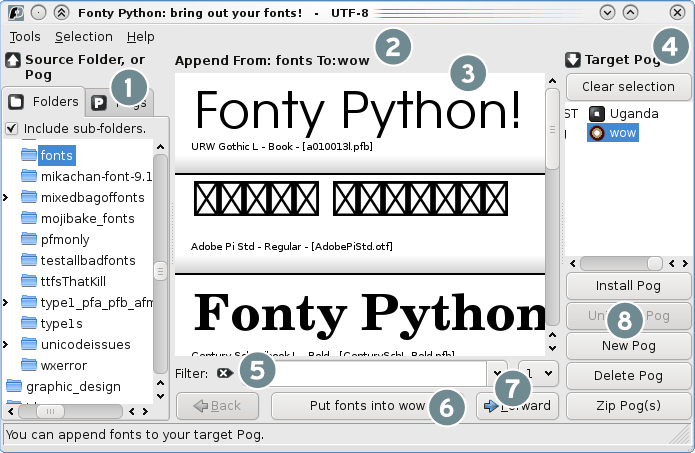 Fonty Python: bring out your fonts! - UTF-8
Tools Selection Help
2
4
Source Folder, or
Pog
Append From: fonts To:wow
Target Pog
1
3
Folders P
Clear selection
Include sub-folders.
fonts
mikachan-font-9.1
mixedbagoffonts
mojibake_fonts
pfmonly
testallbadfonts
ttfsThatKill
type1_pfa_pfb_afm
type1s
unicodeissues
wxerror
graphic_design
Fonty Python!
URW Gothic L - Book - [a010013l.pfb]
Adobe Pi Std - Regular - [AdobePiStd.otf]
Fonty Python
Century Schoolbook L - Bold - [CenturySchL-Bold.pfb]
ST Uganda
g wow
Install Pog
8
New Pog
Delete Pog
Zip Pog(s)
Filter: 5
1
7
Back
Put fonts into wow 6
Forward
You can append fonts to your target Pog.